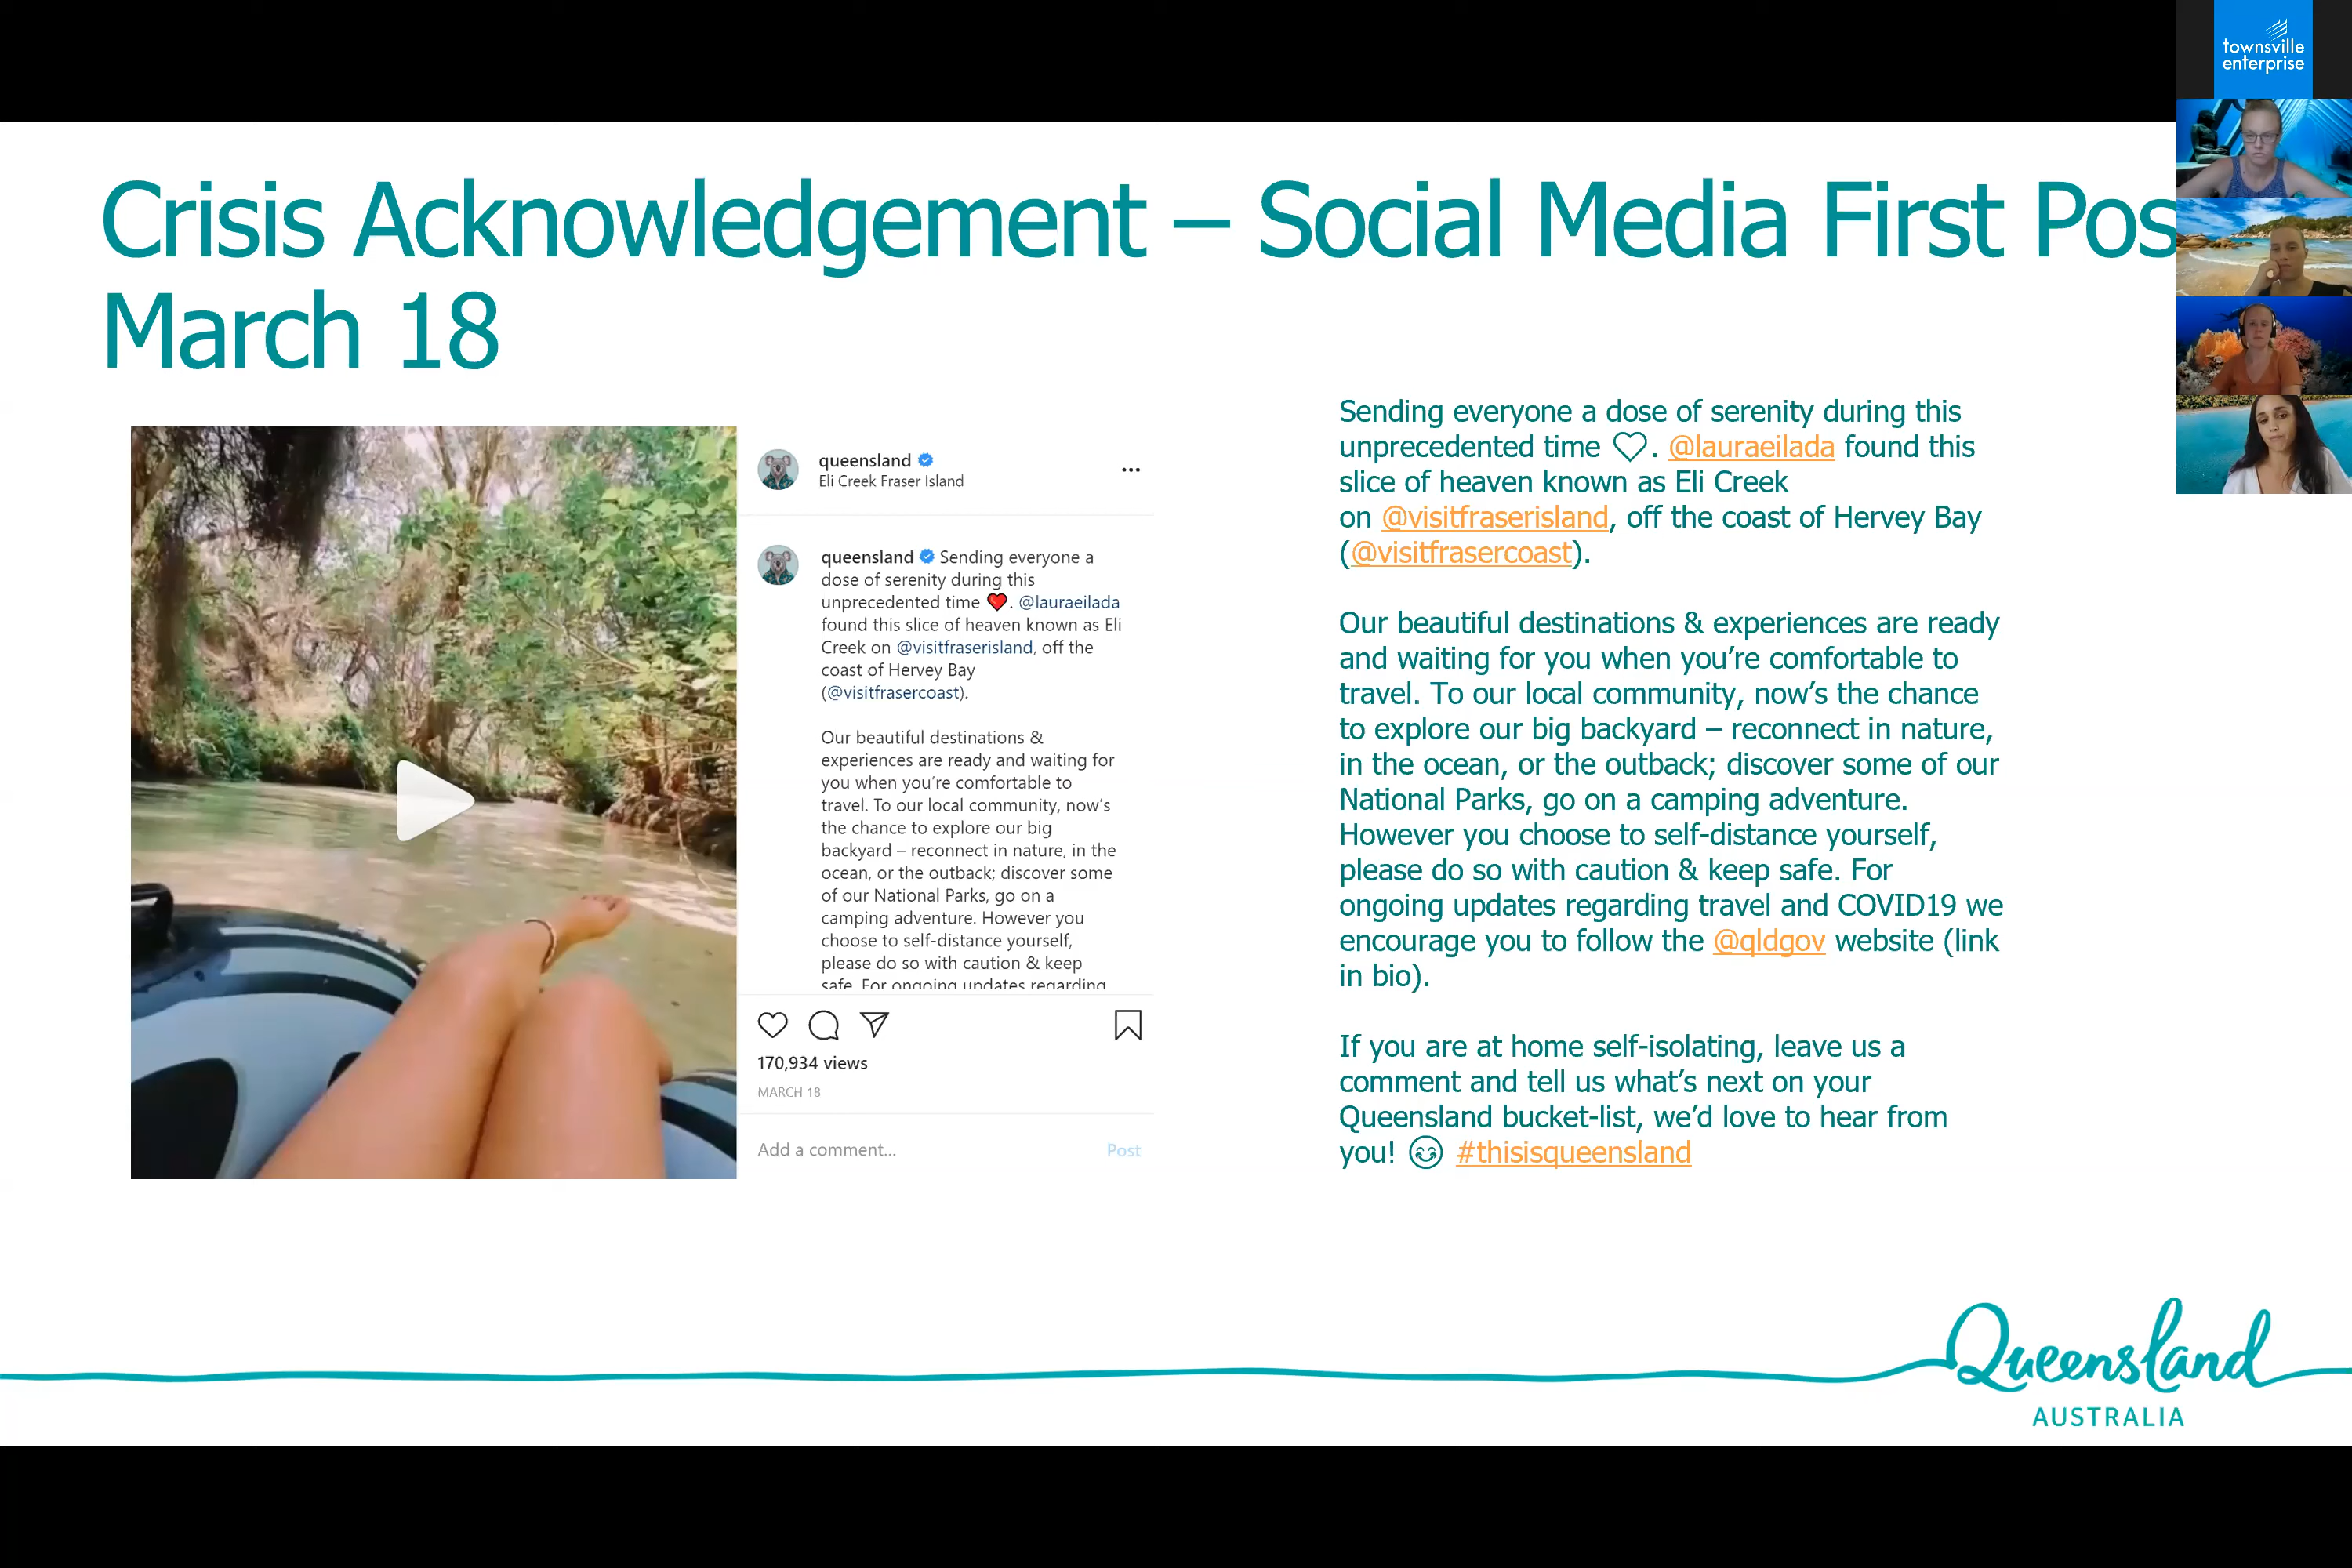 townsville
enterprise
Crisis Acknowledgement – Social Media First Pos
March 18
queensland
Eli Creek Fraser Island
queensland Sending everyone a
dose of serenity during this
unprecedented time ❤️. @lauraeilada
found this slice of heaven known as Eli
Creek on @visitfraserisland, off the
coast of Hervey Bay
(@visitfrasercoast).
Our beautiful destinations &
experiences are ready and waiting for
you when you're comfortable to
travel. To our local community, now's
the chance to explore our big
backyard – reconnect in nature, in the
ocean, or the outback; discover some
of our National Parks, go on a
camping adventure. However you
choose to self-distance yourself,
please do so with caution & keep
safe. For ongoing updates regarding
170,934 views
MARCH 18
Add a comment...
Post
Sending everyone a dose of serenity during this
unprecedented time ♡. @lauraeilada found this
slice of heaven known as Eli Creek
on @visitfraserisland, off the coast of Hervey Bay
(@visitfrasercoast).
Our beautiful destinations & experiences are ready
and waiting for you when you're comfortable to
travel. To our local community, now's the chance
to explore our big backyard – reconnect in nature,
in the ocean, or the outback; discover some of our
National Parks, go on a camping adventure.
However you choose to self-distance yourself,
please do so with caution & keep safe. For
ongoing updates regarding travel and COVID19 we
encourage you to follow the @qldgov website (link
in bio).
If you are at home self-isolating, leave us a
comment and tell us what's next on your
Queensland bucket-list, we'd love to hear from
you! 😊 #thisisqueensland
Queensland
AUSTRALIA